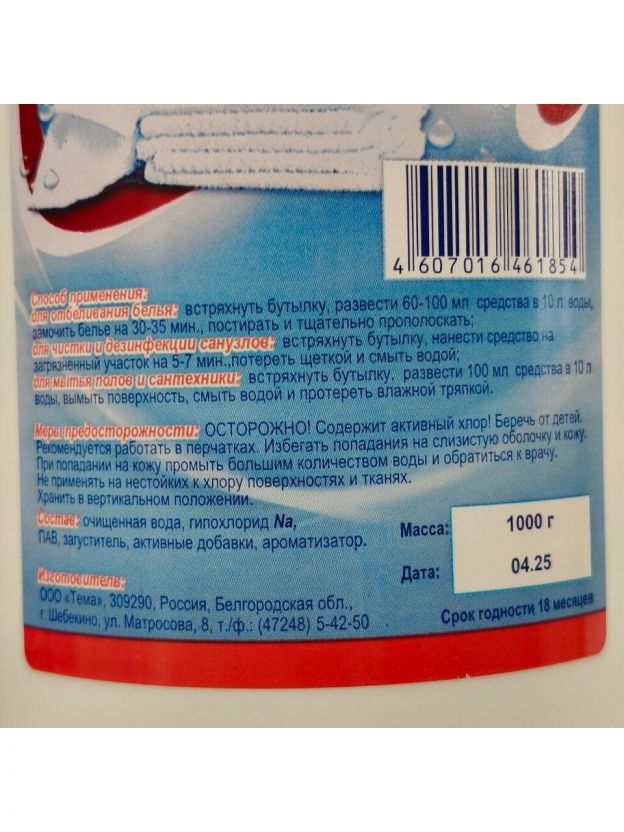 4 607016 461854
Способ применения:
для отбеливания белья: встряхнуть бутылку, развести 60-100 мл средства в 10 л воды,
замочить белье на 30-35 мин., постирать и тщательно прополоскать;
для чистки и дезинфекции санузлов: встряхнуть бутылку, нанести средство на
загрязненный участок на 5-7 мин.,потереть щеткой и смыть водой;
для мытья полов и сантехники: встряхнуть бутылку, развести 100 мл средства в 10 л
воды, вымыть поверхность, смыть водой и протереть влажной тряпкой.
Меры предосторожности: ОСТОРОЖНО! Содержит активный хлор! Беречь от детей.
Рекомендуется работать в перчатках. Избегать попадания на слизистую оболочку и кожу.
При попадании на кожу промыть большим количеством воды и обратиться к врачу.
Не применять на нестойких к хлору поверхностях и тканях.
Хранить в вертикальном положении.
Состав: очищенная вода, гипохлорид Na,
ПАВ, загуститель, активные добавки, ароматизатор.
Масса: 1000 г
Дата: 04.25
Изготовитель:
ООО «Тема», 309290, Россия, Белгородская обл.,
г. Шебекино, ул. Матросова, 8, т./ф.: (47248) 5-42-50
Срок годности 18 месяцев